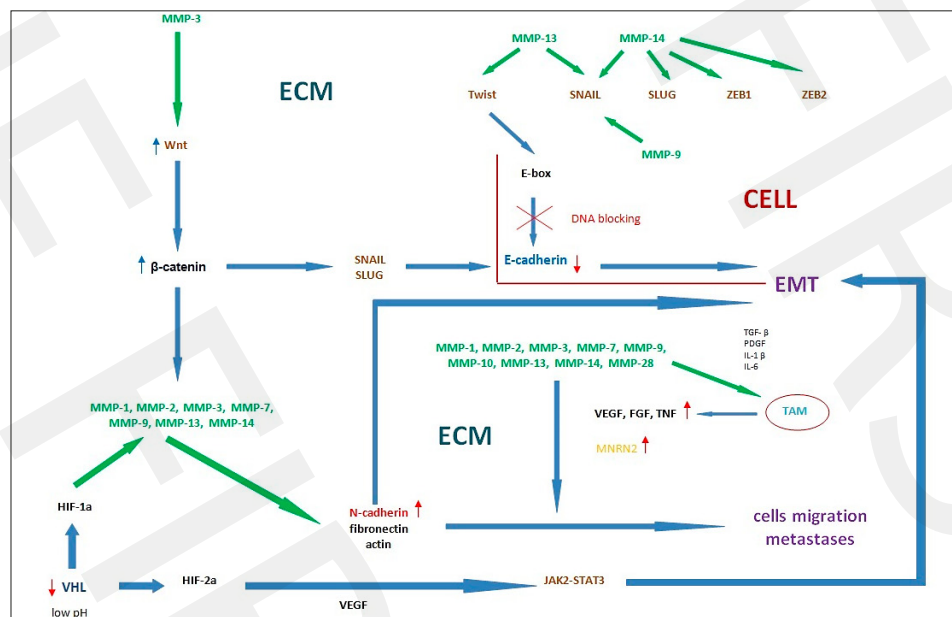 MMP-3
MMP-13
MMP-14
ECM
Twist
SNAIL
SLUG
ZEB1
ZEB2
Wnt
MMP-9
E-box
CELL
DNA blocking
β-catenin
SNAIL
SLUG
E-cadherin
EMT
TGF- β
PDGF
IL-1 β
IL-6
MMP-1, MMP-2, MMP-3, MMP-7, MMP-9,
MMP-10, MMP-13, MMP-14, MMP-28
MMP-1, MMP-2, MMP-3, MMP-7,
MMP-9, MMP-13, MMP-14
VEGF, FGF, TNF
TAM
ECM
MNRN2
HIF-1a
N-cadherin
fibronectin
actin
cells migration
metastases
VHL
low pH
HIF-2a
VEGF
JAK2-STAT3